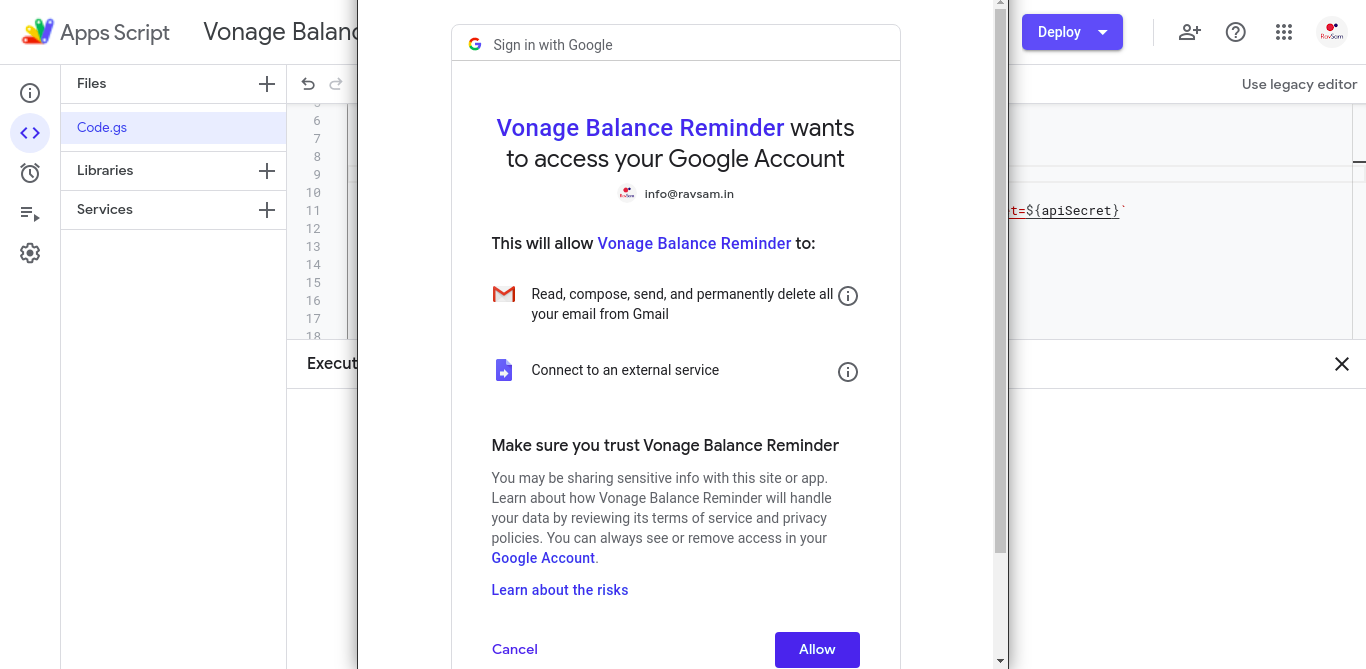 Apps Script
Vonage Balanc
Deploy
RavSam
Use legacy editor
Files
Code.gs
Libraries
Services
5
6
7
8
9
10
11
12
13
14
15
16
17
18
t=${apiSecret}`
Execut
Sign in with Google
Vonage Balance Reminder wants
to access your Google Account
info@ravsam.in
This will allow Vonage Balance Reminder to:
Read, compose, send, and permanently delete all
your email from Gmail
Connect to an external service
Make sure you trust Vonage Balance Reminder
You may be sharing sensitive info with this site or app.
Learn about how Vonage Balance Reminder will handle
your data by reviewing its terms of service and privacy
policies. You can always see or remove access in your
Google Account.
Learn about the risks
Cancel
Allow